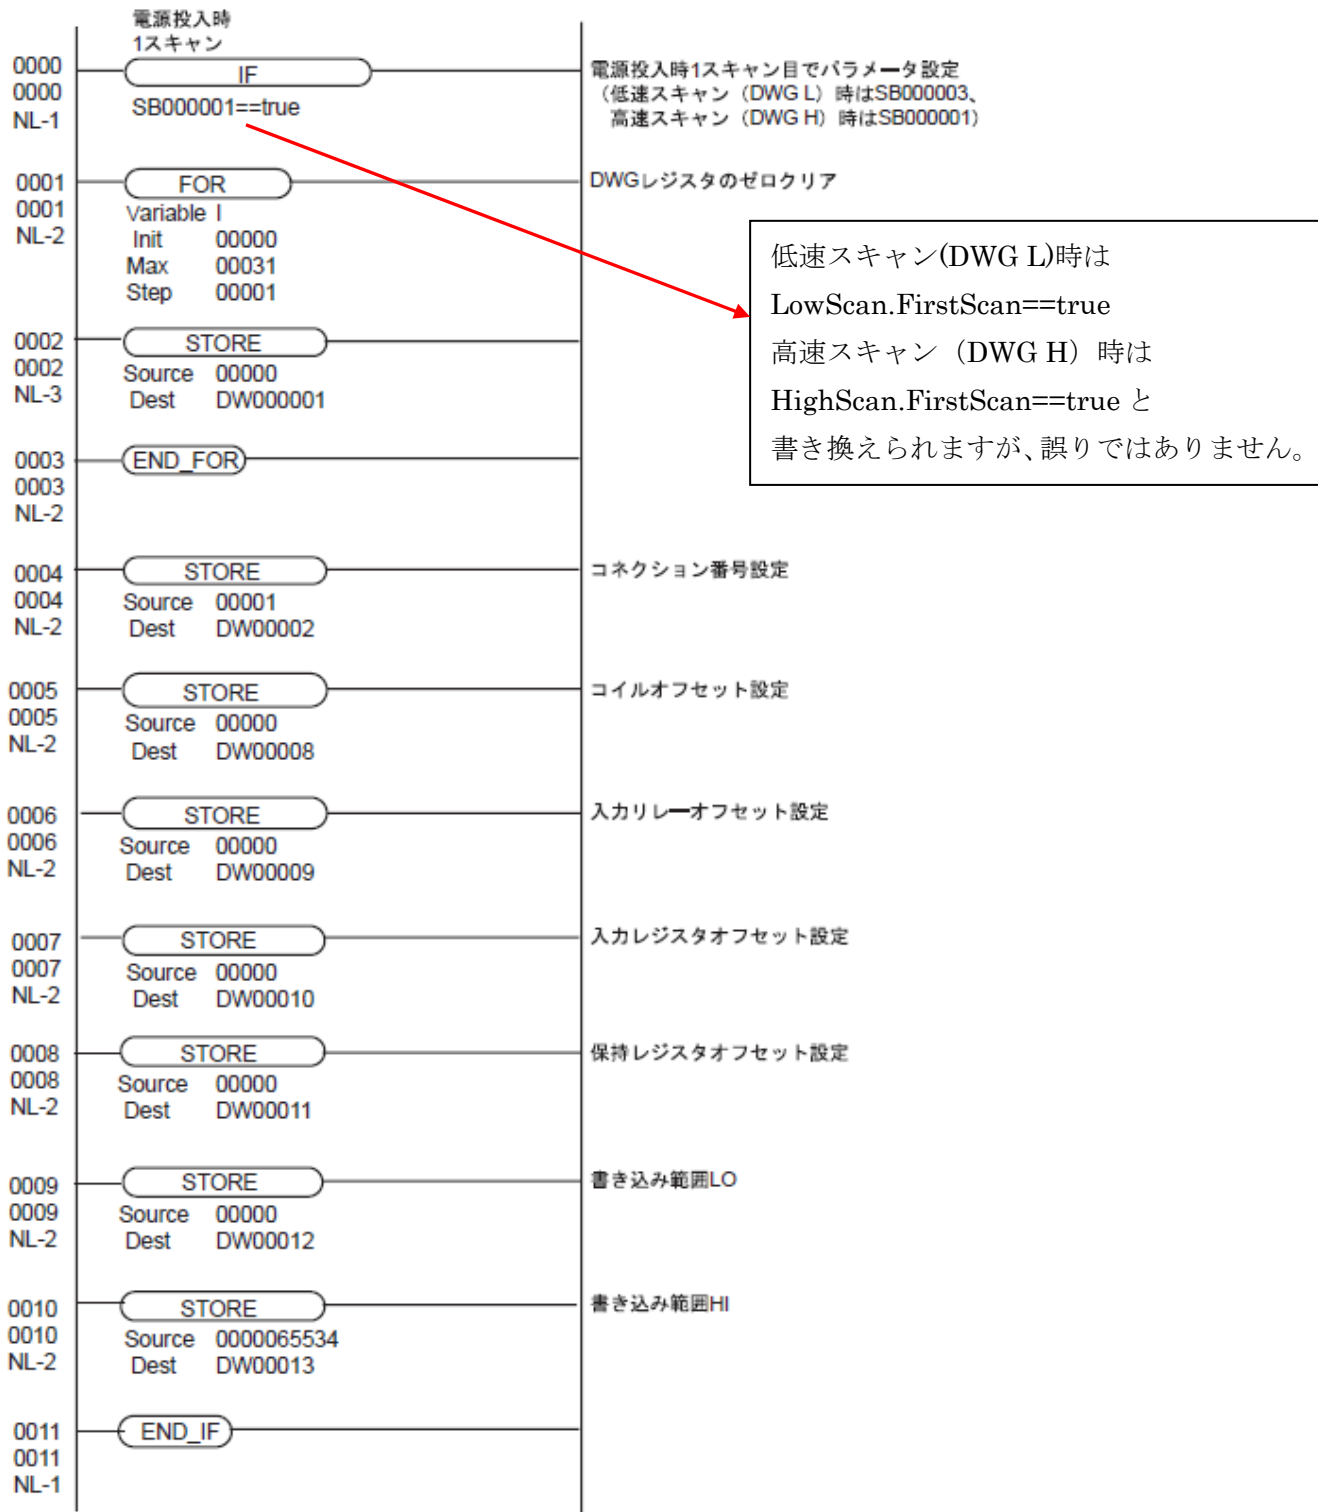 電源投入時
1スキャン
0000
0000
NL-1
IF
SB000001==true
電源投入時1スキャン目でパラメータ設定
（低速スキャン（DWG L）時はSB000003、
高速スキャン（DWG H）時はSB000001）
0001
0001
NL-2
FOR
Variable I
Init 00000
Max 00031
Step 00001
DWGレジスタのゼロクリア
低速スキャン(DWG L)時は
LowScan.FirstScan==true
高速スキャン（DWG H）時は
HighScan.FirstScan==true と
書き換えられますが、誤りではありません。
0002
0002
NL-3
STORE
Source 00000
Dest DW000001
0003
0003
NL-2
END_FOR
0004
0004
NL-2
STORE
Source 00001
Dest DW00002
コネクション番号設定
0005
0005
NL-2
STORE
Source 00000
Dest DW00008
コイルオフセット設定
0006
0006
NL-2
STORE
Source 00000
Dest DW00009
入力リレーオフセット設定
0007
0007
NL-2
STORE
Source 00000
Dest DW00010
入力レジスタオフセット設定
0008
0008
NL-2
STORE
Source 00000
Dest DW00011
保持レジスタオフセット設定
0009
0009
NL-2
STORE
Source 00000
Dest DW00012
書き込み範囲LO
0010
0010
NL-2
STORE
Source 0000065534
Dest DW00013
書き込み範囲HI
0011
0011
NL-1
END_IF